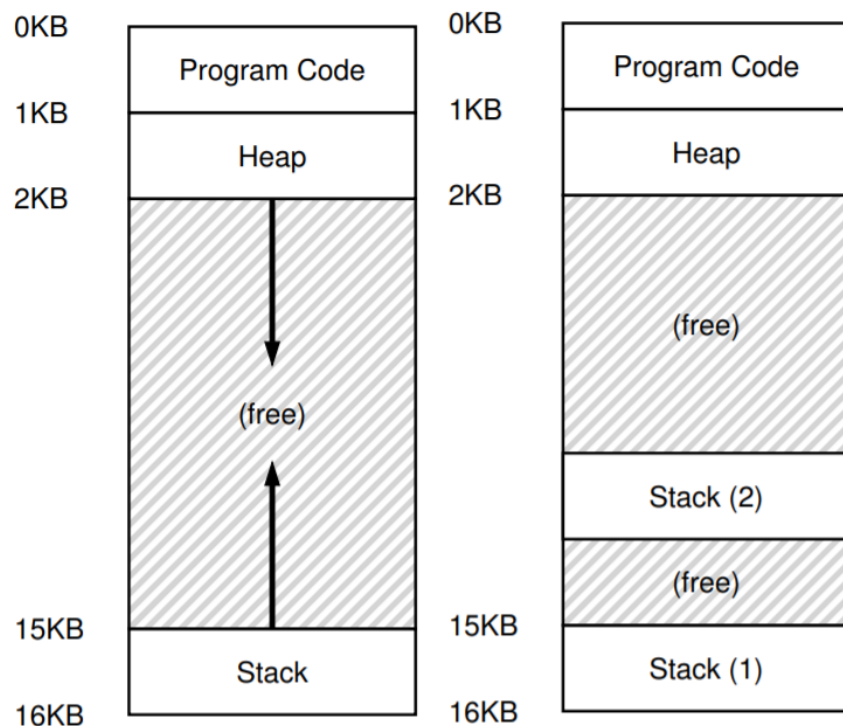 0KB
Program Code
1KB
Heap
2KB
(free)
15KB
Stack
16KB
0KB
Program Code
1KB
Heap
2KB
(free)
Stack (2)
(free)
15KB
Stack (1)
16KB